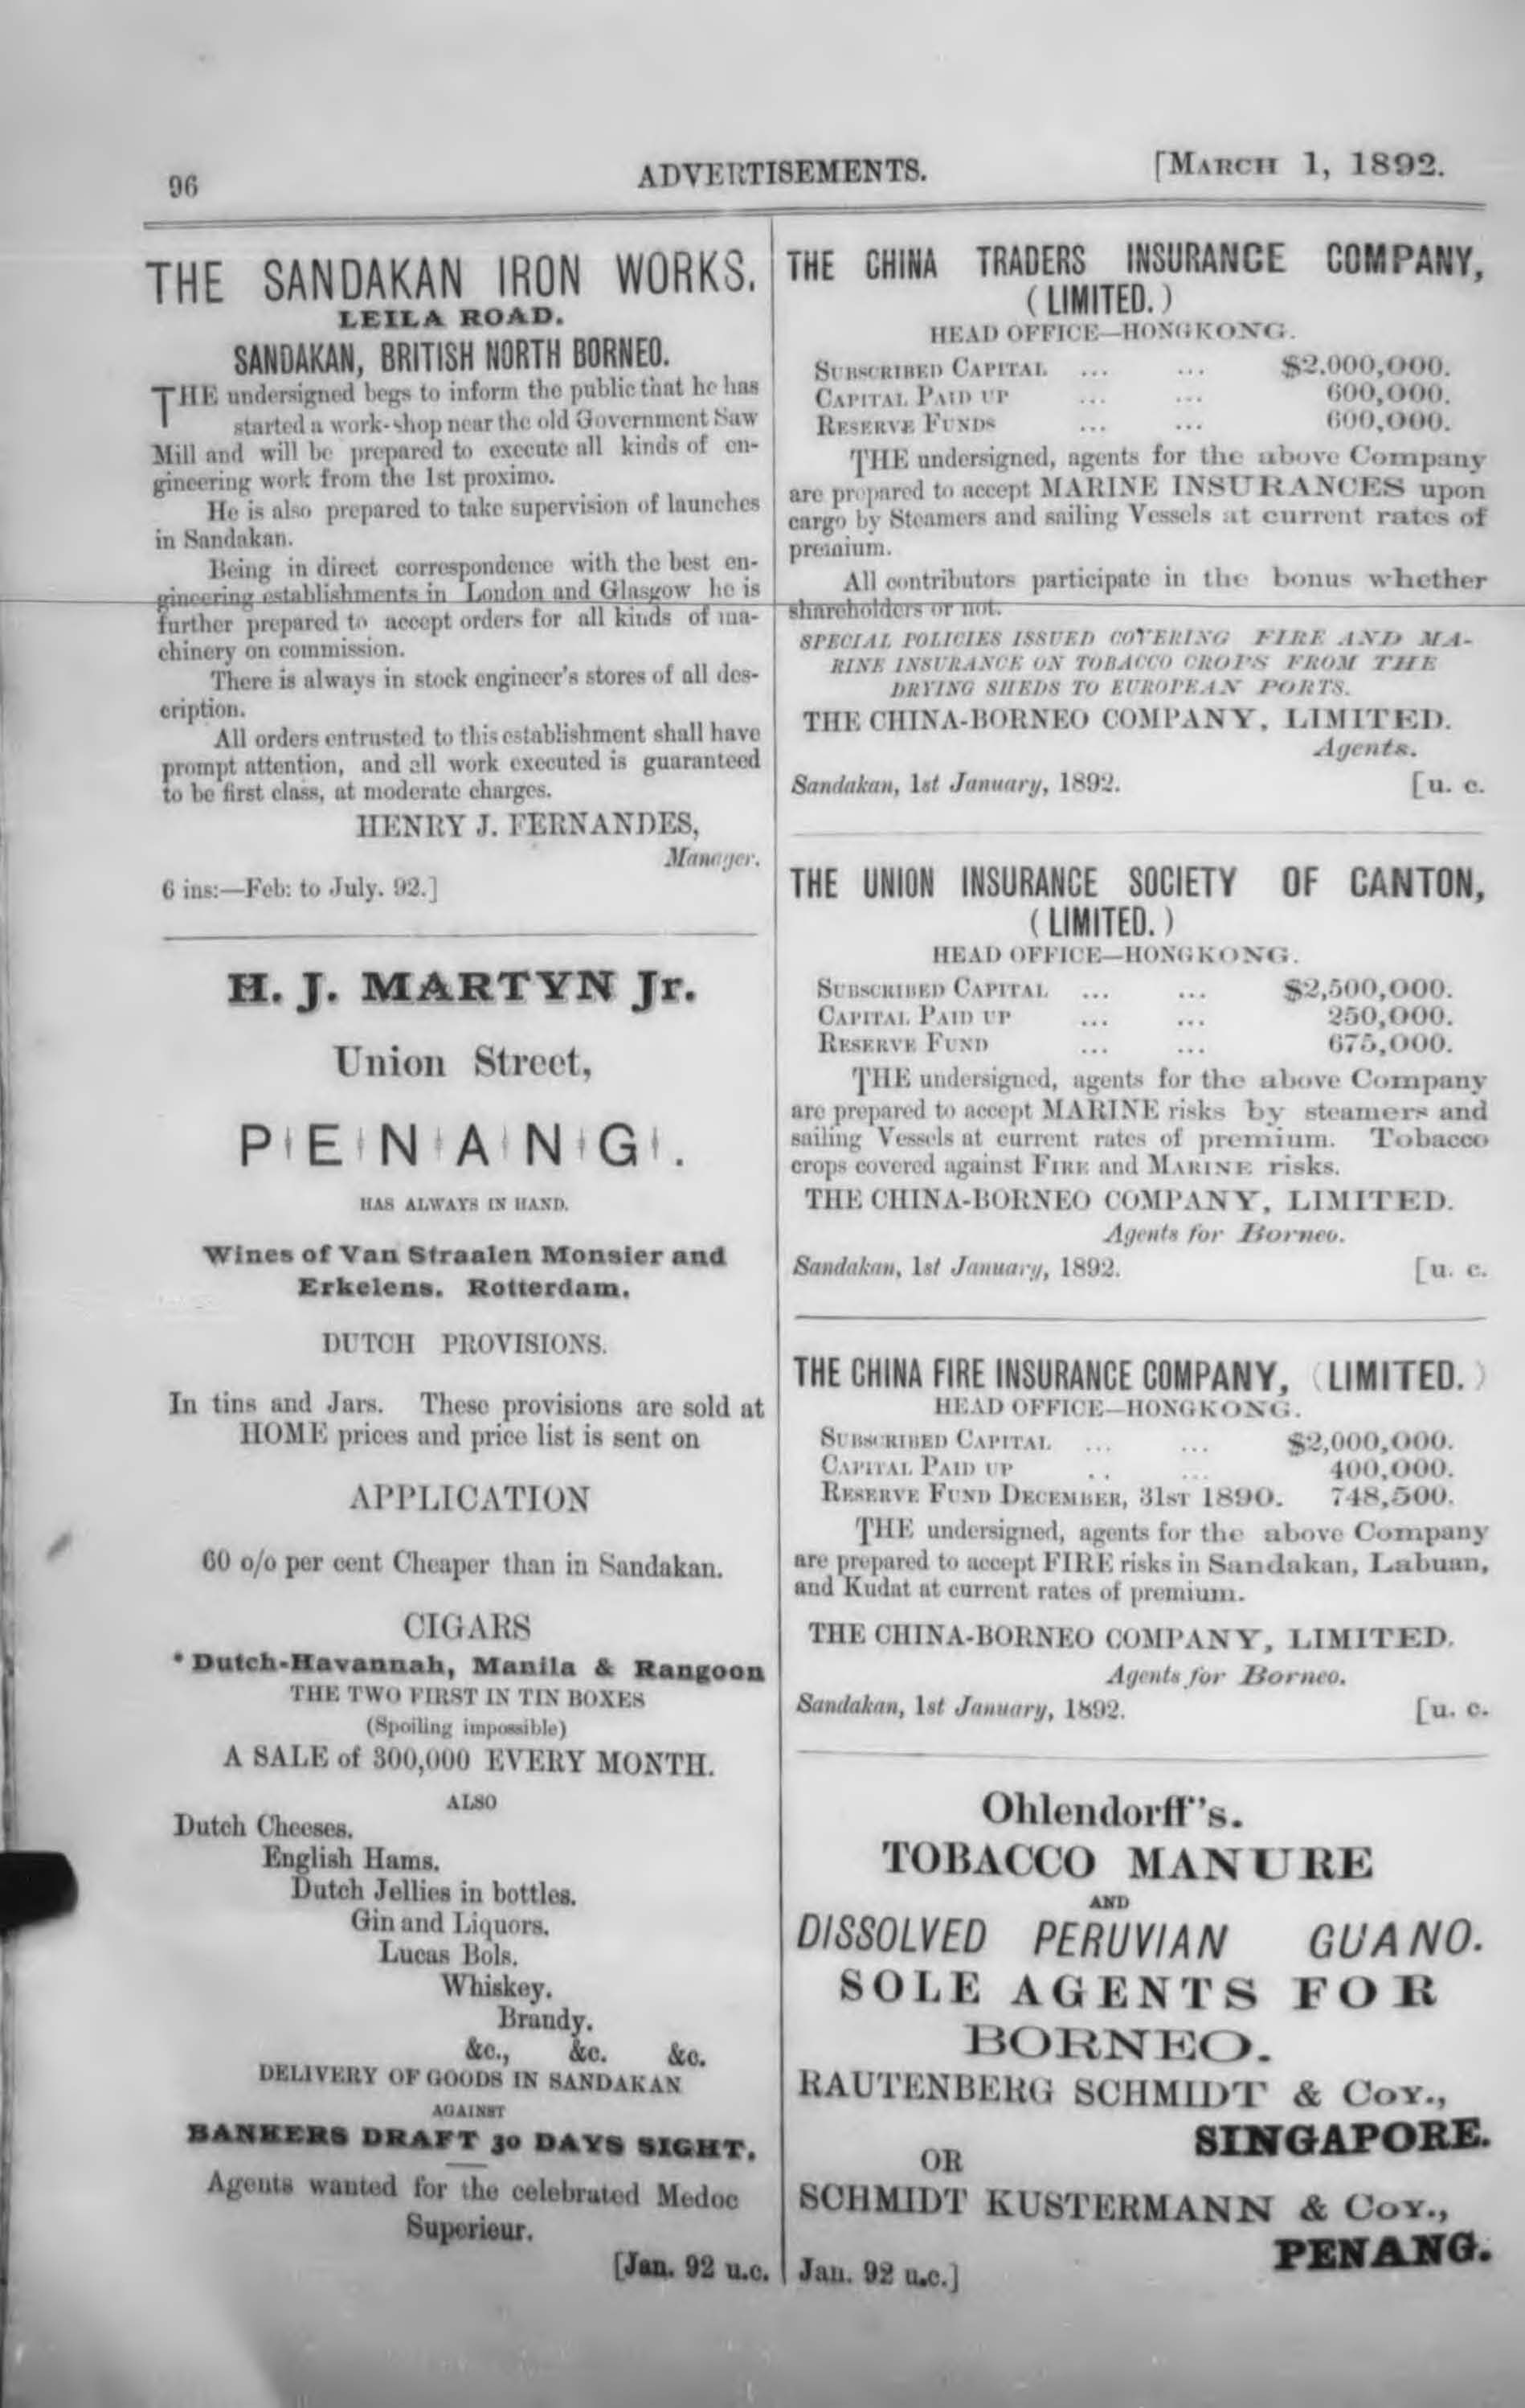 96
ADVERTISEMENTS.
[MARCH 1, 1892.
THE SANDAKAN IRON WORKS.
LEILA ROAD.
SANDAKAN, BRITISH NORTH BORNEO.
THE undersigned begs to inform the public that he has
started a work-shop near the old Government Saw
Mill and will be prepared to execute all kinds of en-
gineering work from the 1st proximo.
He is also prepared to take supervision of launches
in Sandakan.
Being in direct correspondence with the best en-
gineering establishments in London and Glasgow he is
further prepared to accept orders for all kinds of ma-
chinery on commission.
There is always in stock engineer's stores of all des-
cription.
All orders entrusted to this establishment shall have
prompt attention, and all work executed is guaranteed
to be first class, at moderate charges.
HENRY J. FERNANDES,
Manager.
6 ins:—Feb: to July. 92.]
H. J. MARTYN Jr.
Union Street,
PENANG.
HAS ALWAYS IN HAND.
Wines of Van Straalen Monsier and
Erkelens. Rotterdam.
DUTCH PROVISIONS.
In tins and Jars. These provisions are sold at
HOME prices and price list is sent on
APPLICATION
60 o/o per cent Cheaper than in Sandakan.
CIGARS
* Dutch-Havannah, Manila & Rangoon
THE TWO FIRST IN TIN BOXES
(Spoiling impossible)
A SALE of 300,000 EVERY MONTH.
ALSO
Dutch Cheeses.
English Hams.
Dutch Jellies in bottles.
Gin and Liquors.
Lucas Bols.
Whiskey.
Brandy.
&c., &c. &c.
DELIVERY OF GOODS IN SANDAKAN
AGAINST
BANKERS DRAFT 30 DAYS SIGHT.
Agents wanted for the celebrated Medoc
Superieur.
[Jan. 92 u.c.
THE CHINA TRADERS INSURANCE COMPANY,
(LIMITED.)
HEAD OFFICE—HONGKONG.
SUBSCRIBED CAPITAL ... ... $2.000,000.
CAPITAL PAID UP ... ... 600,000.
RESERVE FUNDS ... ... 600,000.
THE undersigned, agents for the above Company
are prepared to accept MARINE INSURANCES upon
cargo by Steamers and sailing Vessels at current rates of
premium.
All contributors participate in the bonus whether
shareholders or not.
SPECIAL POLICIES ISSUED COVERING FIRE AND MA-
RINE INSURANCE ON TOBACCO CROPS FROM THE
DRYING SHEDS TO EUROPEAN PORTS.
THE CHINA-BORNEO COMPANY, LIMITED.
Agents.
Sandakan, 1st January, 1892. [u. c.
THE UNION INSURANCE SOCIETY OF CANTON,
(LIMITED.)
HEAD OFFICE—HONGKONG.
SUBSCRIBED CAPITAL ... ... $2,500,000.
CAPITAL PAID UP ... ... 250,000.
RESERVE FUND ... ... 675,000.
THE undersigned, agents for the above Company
are prepared to accept MARINE risks by steamers and
sailing Vessels at current rates of premium. Tobacco
crops covered against FIRE and MARINE risks.
THE CHINA-BORNEO COMPANY, LIMITED.
Agents for Borneo.
Sandakan, 1st January, 1892. [u. c.
THE CHINA FIRE INSURANCE COMPANY, (LIMITED.)
HEAD OFFICE—HONGKONG.
SUBSCRIBED CAPITAL ... ... $2,000,000.
CAPITAL PAID UP .. ... 400,000.
RESERVE FUND DECEMBER, 31ST 1890. 748,500.
THE undersigned, agents for the above Company
are prepared to accept FIRE risks in Sandakan, Labuan,
and Kudat at current rates of premium.
THE CHINA-BORNEO COMPANY, LIMITED.
Agents for Borneo.
Sandakan, 1st January, 1892. [u. c.
Ohlendorff"s.
TOBACCO MANURE
AND
DISSOLVED PERUVIAN GUANO.
SOLE AGENTS FOR
BORNEO.
RAUTENBERG SCHMIDT & COY.,
SINGAPORE.
OR
SCHMIDT KUSTERMANN & COY.,
PENANG.
Jan. 92 u.c.]